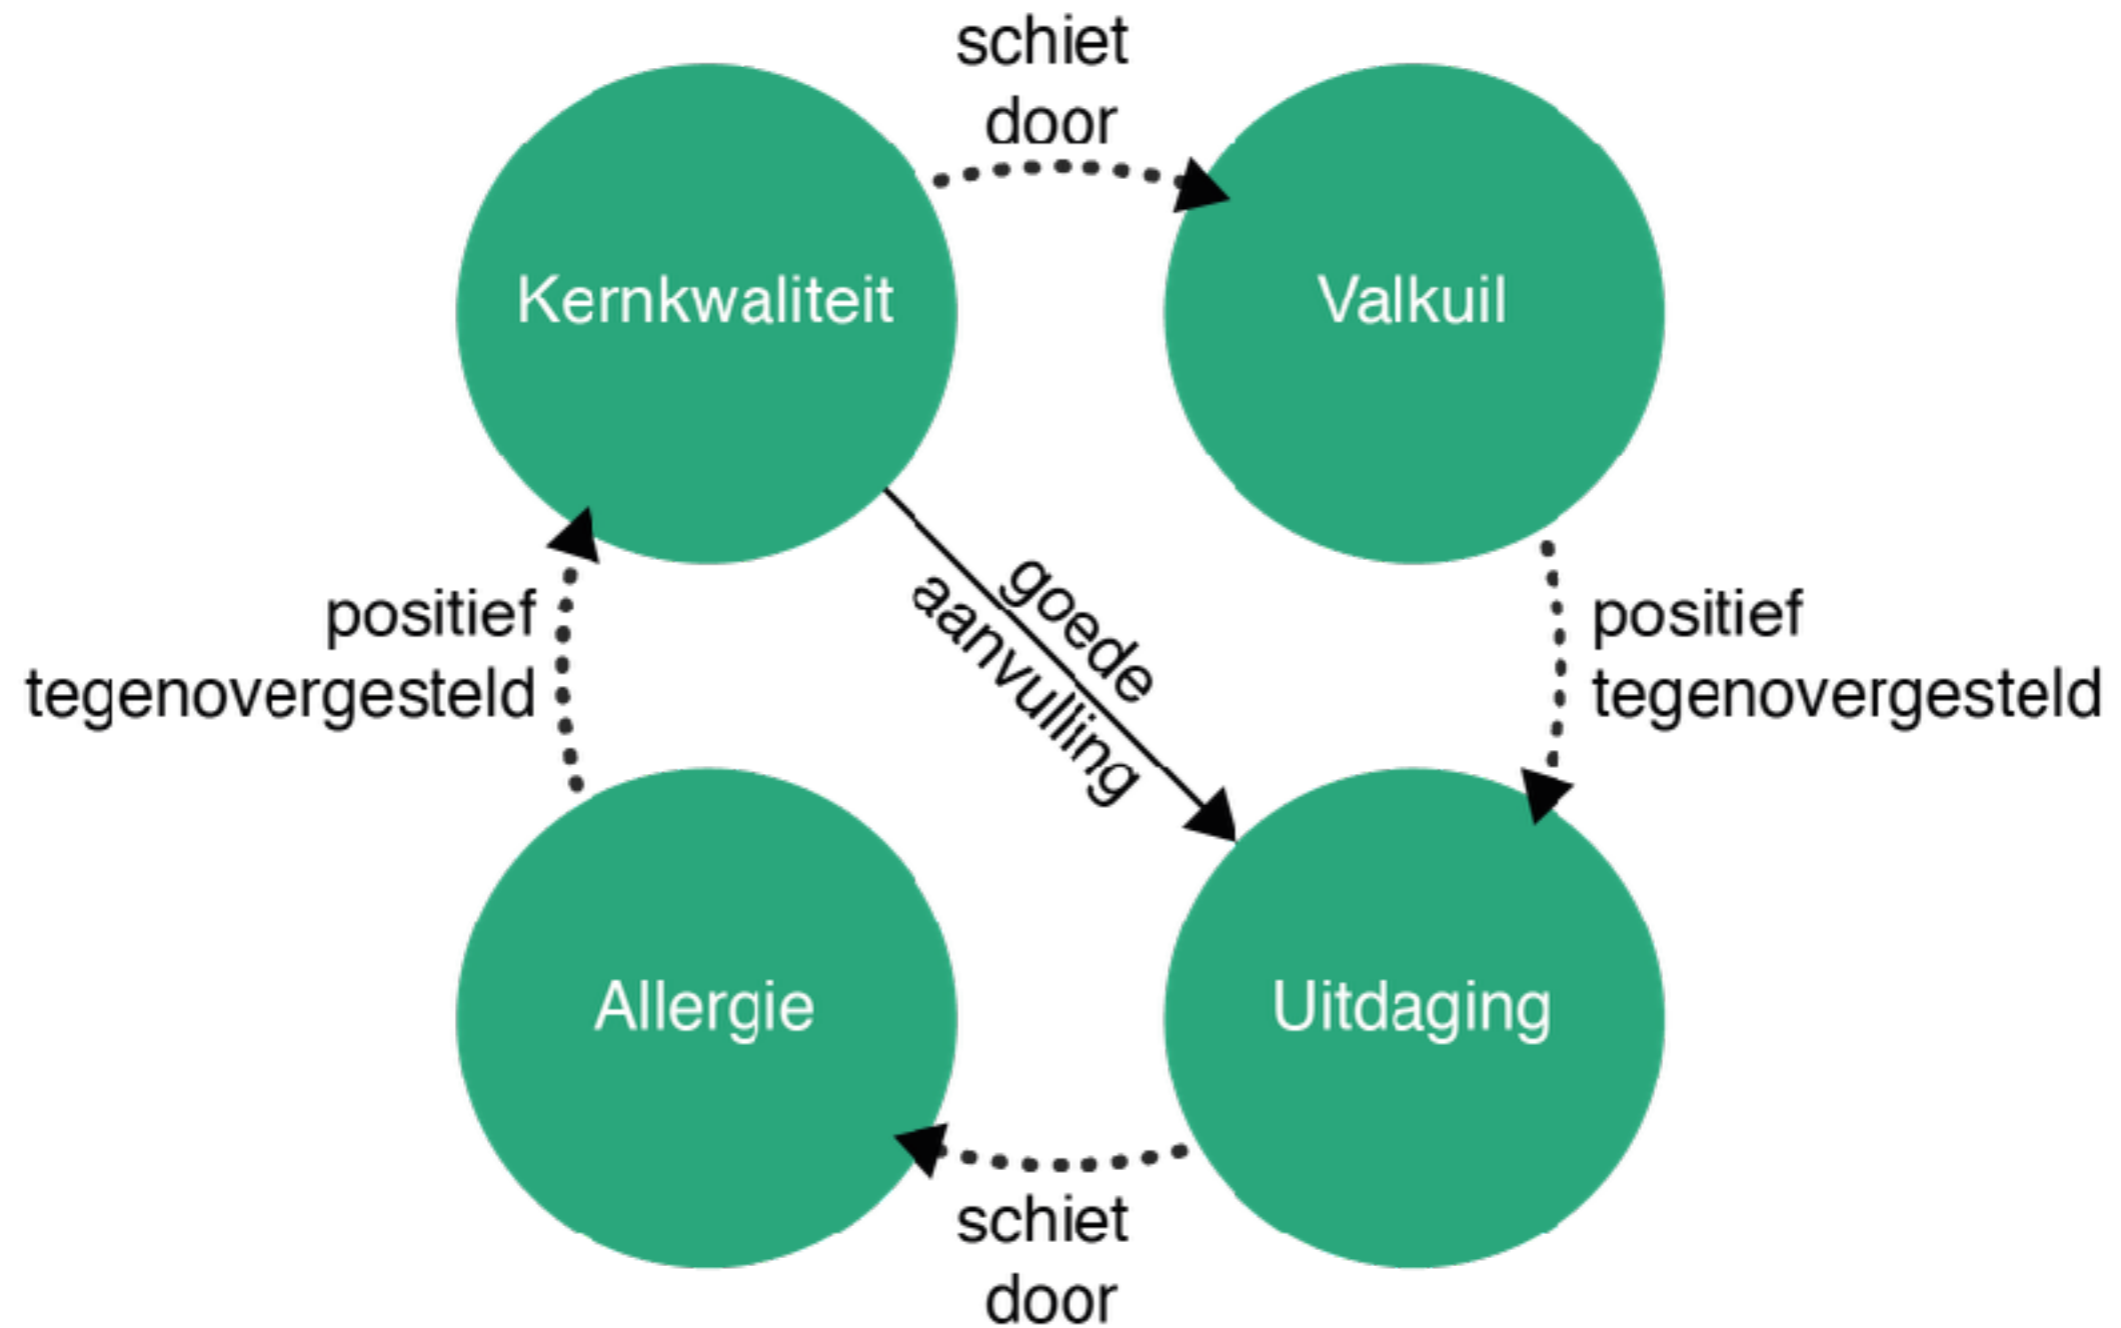 schiet
door
Kernkwaliteit
Valkuil
positief
tegenovergesteld
goede
aanvulling
positief
tegenovergesteld
Allergie
Uitdaging
schiet
door